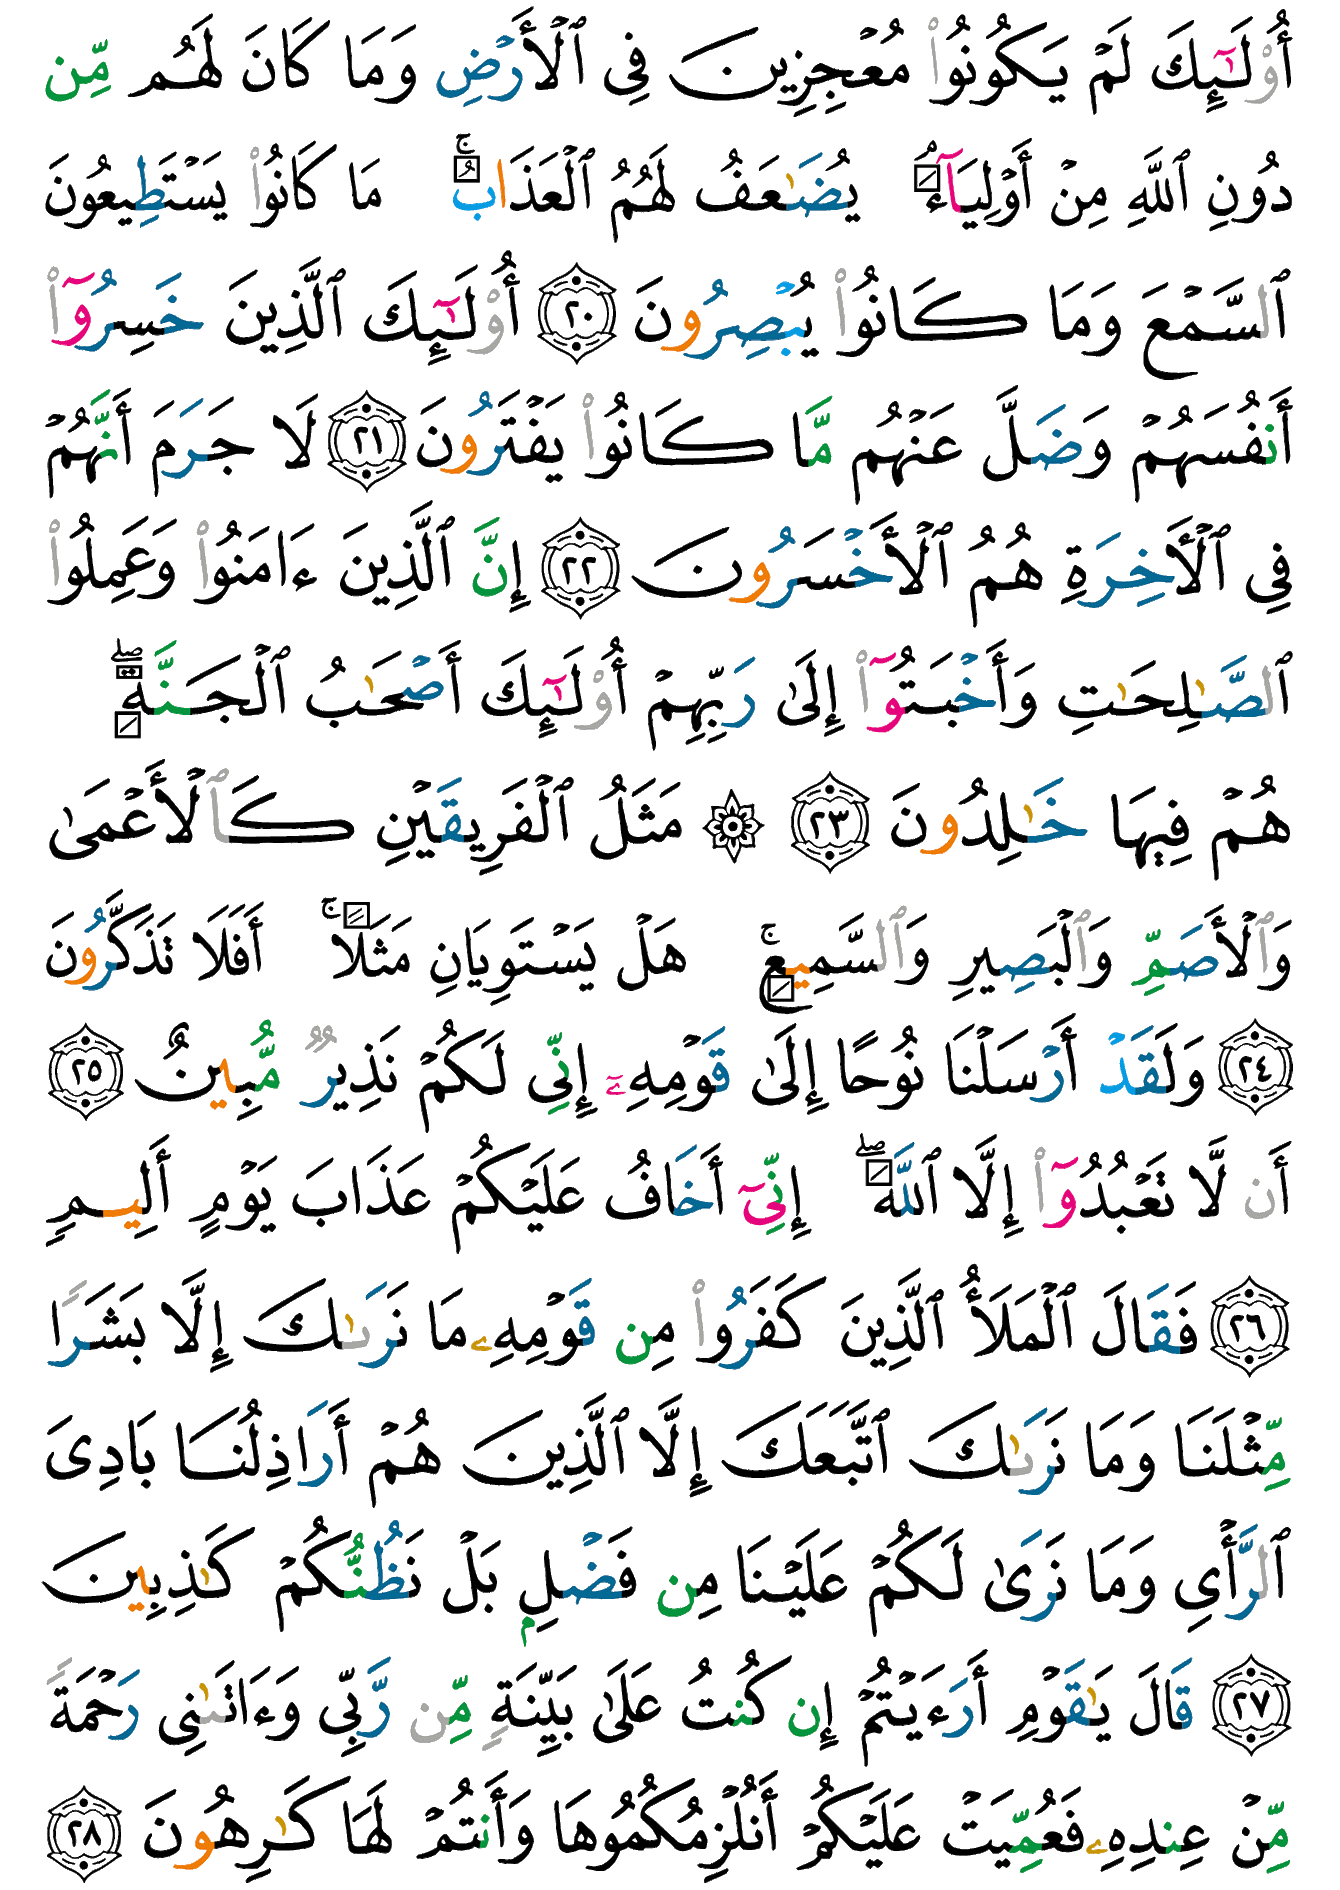 أُوْلَـٰٓئِكَ لَمْ يَكُونُوا۟ مُعْجِزِينَ فِى ٱلْأَرْضِ وَمَا كَانَ لَهُم مِّن
دُونِ ٱللَّهِ مِنْ أَوْلِيَآءَۘ يُضَـٰعَفُ لَهُمُ ٱلْعَذَابُۚ مَا كَانُوا۟ يَسْتَطِيعُونَ
ٱلسَّمْعَ وَمَا كَانُوا۟ يُبْصِرُونَ ٢٠ أُوْلَـٰٓئِكَ ٱلَّذِينَ خَسِرُوٓا۟
أَنفُسَهُمْ وَضَلَّ عَنْهُم مَّا كَانُوا۟ يَفْتَرُونَ ٢١ لَا جَرَمَ أَنَّهُمْ
فِى ٱلْأَخِرَةِ هُمُ ٱلْأَخْسَرُونَ ٢٢ إِنَّ ٱلَّذِينَ ءَامَنُوا۟ وَعَمِلُوا۟
ٱلصَّـٰلِحَـٰتِ وَأَخْبَتُوٓا۟ إِلَىٰ رَبِّهِمْ أُوْلَـٰٓئِكَ أَصْحَـٰبُ ٱلْجَنَّةِۖ
هُمْ فِيهَا خَـٰلِدُونَ ٢٣ ۞ مَثَلُ ٱلْفَرِيقَيْنِ كَٱلْأَعْمَىٰ
وَٱلْأَصَمِّ وَٱلْبَصِيرِ وَٱلسَّمِيعِۚ هَلْ يَسْتَوِيَانِ مَثَلًاۚ أَفَلَا تَذَكَّرُونَ
٢٤ وَلَقَدْ أَرْسَلْنَا نُوحًا إِلَىٰ قَوْمِهِۦٓ إِنِّى لَكُمْ نَذِيرٌ مُّبِينٌ ٢٥
أَن لَّا تَعْبُدُوٓا۟ إِلَّا ٱللَّهَۖ إِنِّىٓ أَخَافُ عَلَيْكُمْ عَذَابَ يَوْمٍ أَلِيمٍ
٢٦ فَقَالَ ٱلْمَلَأُ ٱلَّذِينَ كَفَرُوا۟ مِن قَوْمِهِۦ مَا نَرَىٰكَ إِلَّا بَشَرًا
مِّثْلَنَا وَمَا نَرَىٰكَ ٱتَّبَعَكَ إِلَّا ٱلَّذِينَ هُمْ أَرَاذِلُنَا بَادِىَ
ٱلرَّأْىِ وَمَا نَرَىٰ لَكُمْ عَلَيْنَا مِن فَضْلٍۭ بَلْ نَظُنُّكُمْ كَـٰذِبِينَ
٢٧ قَالَ يَـٰقَوْمِ أَرَءَيْتُمْ إِن كُنتُ عَلَىٰ بَيِّنَةٍ مِّن رَّبِّى وَءَاتَىٰنِى رَحْمَةً
مِّنْ عِندِهِۦ فَعُمِّيَتْ عَلَيْكُمْ أَنُلْزِمُكُمُوهَا وَأَنتُمْ لَهَا كَـٰرِهُونَ ٢٨